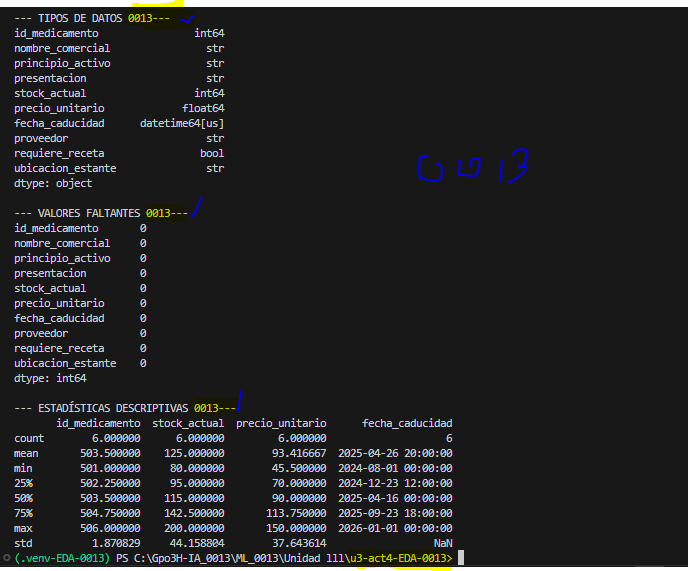 --- TIPOS DE DATOS 0013---
id_medicamento int64
nombre_comercial str
principio_activo str
presentacion str
stock_actual int64
precio_unitario float64
fecha_caducidad datetime64[us]
proveedor str
requiere_receta bool
ubicacion_estante str
dtype: object
0013
--- VALORES FALTANTES 0013---
id_medicamento 0
nombre_comercial 0
principio_activo 0
presentacion 0
stock_actual 0
precio_unitario 0
fecha_caducidad 0
proveedor 0
requiere_receta 0
ubicacion_estante 0
dtype: int64
--- ESTADÍSTICAS DESCRIPTIVAS 0013---
id_medicamento stock_actual precio_unitario fecha_caducidad
count 6.000000 6.000000 6.000000 6
mean 503.500000 125.000000 93.416667 2025-04-26 20:00:00
min 501.000000 80.000000 45.500000 2024-08-01 00:00:00
25% 502.250000 95.000000 70.000000 2024-12-23 12:00:00
50% 503.500000 115.000000 90.000000 2025-04-16 00:00:00
75% 504.750000 142.500000 113.750000 2025-09-23 18:00:00
max 506.000000 200.000000 150.000000 2026-01-01 00:00:00
std 1.870829 44.158804 37.643614 NaN
(.venv-EDA-0013) PS C:\Gpo3H-IA_0013\ML_0013\Unidad lll\u3-act4-EDA-0013>